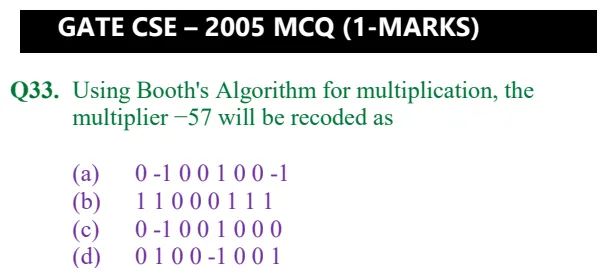 GATE CSE – 2005 MCQ (1-MARKS)
Q33. Using Booth's Algorithm for multiplication, the
multiplier −57 will be recoded as
(a) 0 -1 0 0 1 0 0 -1
(b) 1 1 0 0 0 1 1 1
(c) 0 -1 0 0 1 0 0 0
(d) 0 1 0 0 -1 0 0 1